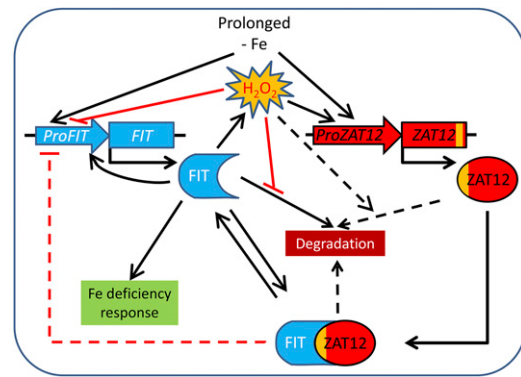 Prolonged
- Fe
H2O2
ProFIT
FIT
ProZAT12
ZAT12
FIT
ZAT12
Degradation
Fe deficiency
response
FIT
ZAT12